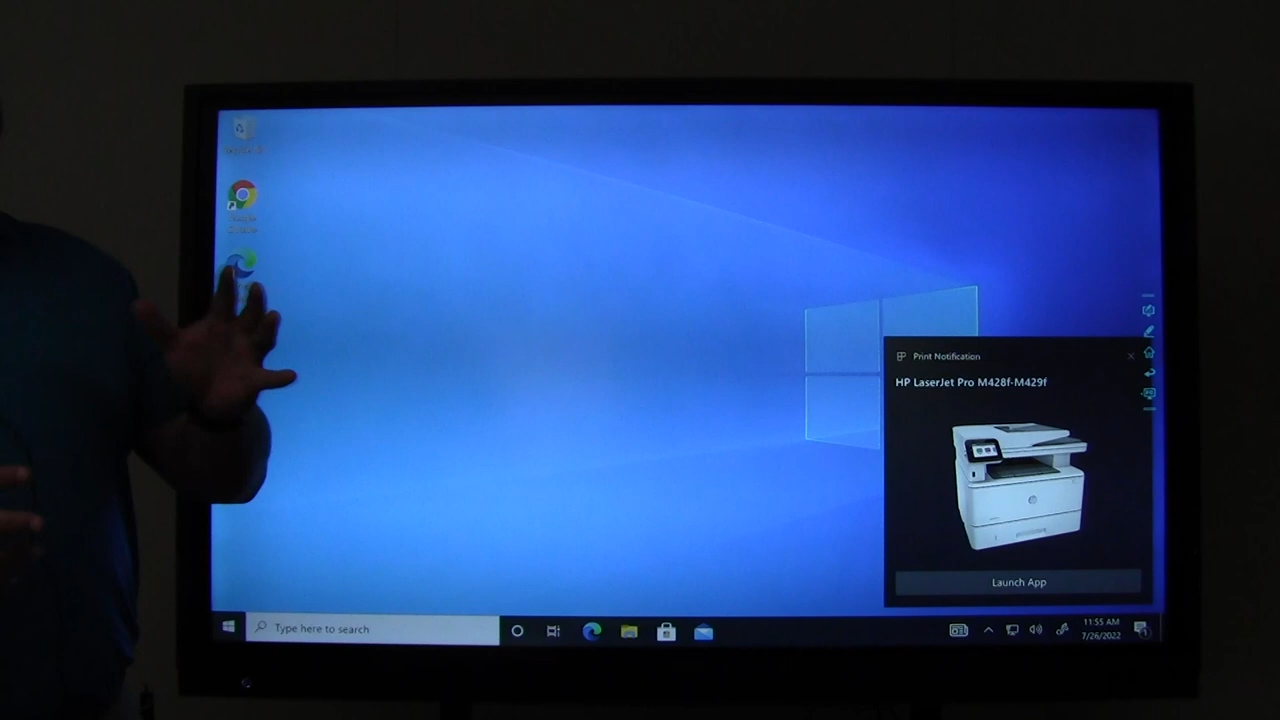 Print Notification
HP LaserJet Pro M428f-M429f
Launch App
Type here to search
11:55 AM
7/26/2022
1